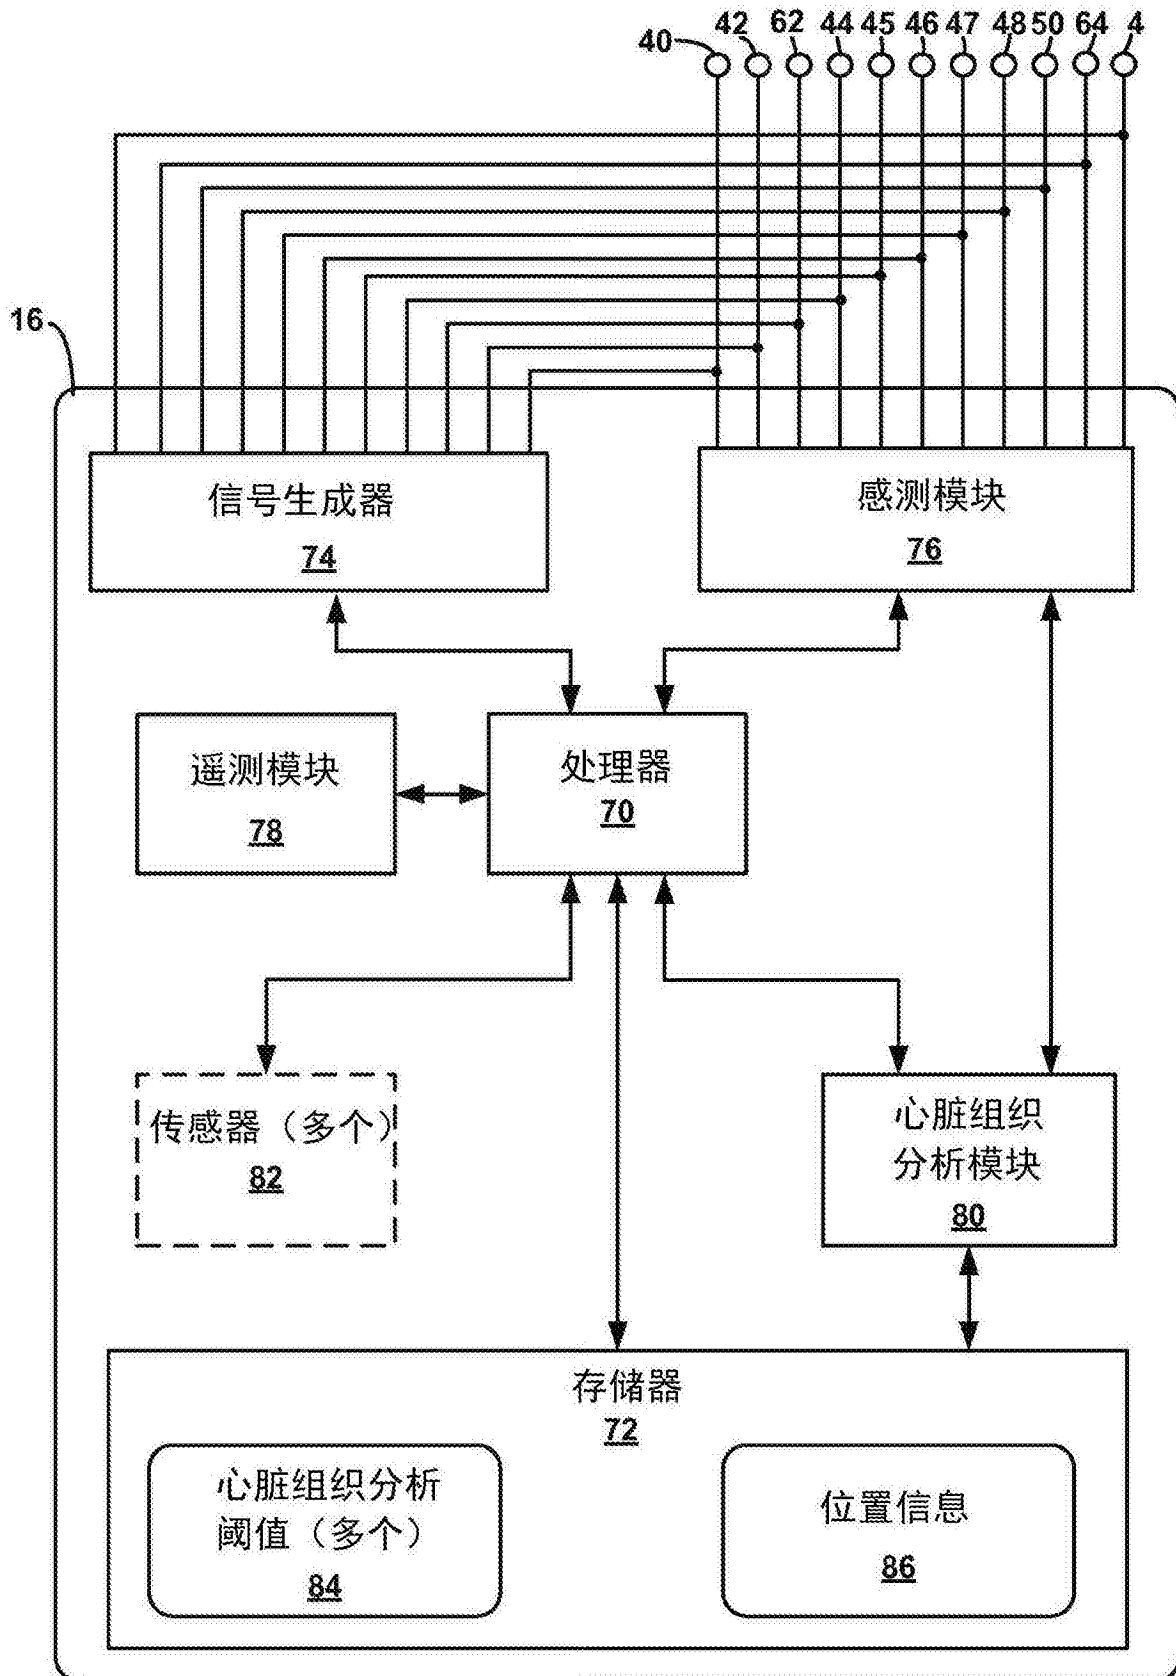 40 42 62 44 45 46 47 48 50 64 4
16
信号生成器
74
感测模块
76
遥测模块
78
处理器
70
传感器（多个）
82
心脏组织
分析模块
80
存储器
72
心脏组织分析
阈值（多个）
84
位置信息
86